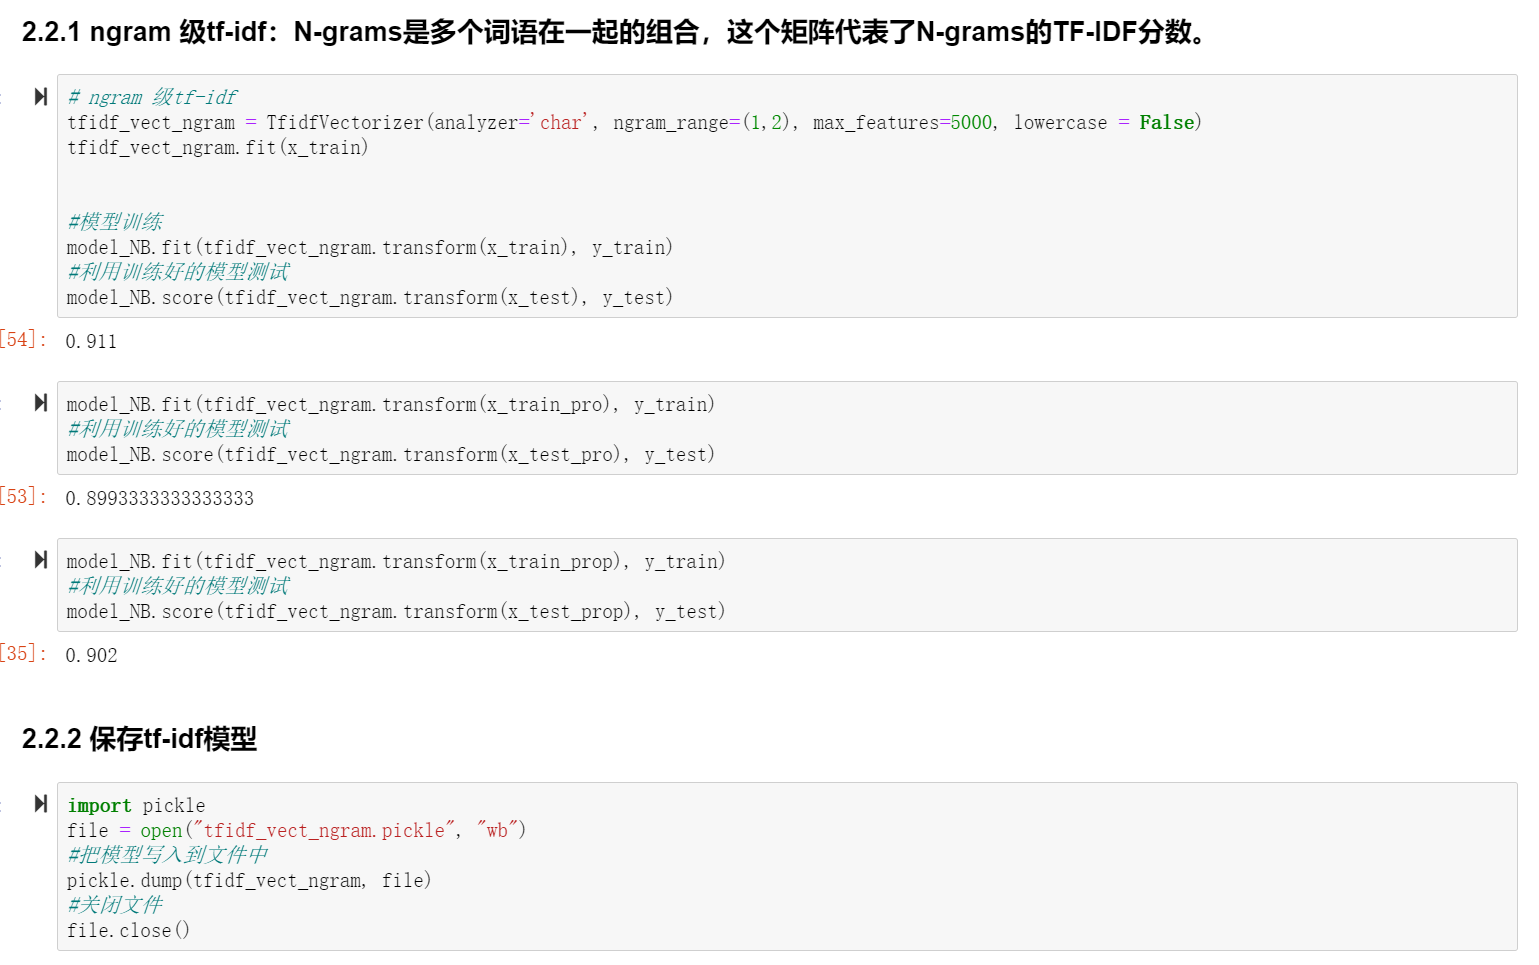 2.2.1 ngram 级tf-idf：N-grams是多个词语在一起的组合，这个矩阵代表了N-grams的TF-IDF分数。
# ngram 级tf-idf
tfidf_vect_ngram = TfidfVectorizer(analyzer='char', ngram_range=(1,2), max_features=5000, lowercase = False)
tfidf_vect_ngram.fit(x_train)
#模型训练
model_NB.fit(tfidf_vect_ngram.transform(x_train), y_train)
#利用训练好的模型测试
model_NB.score(tfidf_vect_ngram.transform(x_test), y_test)
[54]: 0.911
model_NB.fit(tfidf_vect_ngram.transform(x_train_pro), y_train)
#利用训练好的模型测试
model_NB.score(tfidf_vect_ngram.transform(x_test_pro), y_test)
[53]: 0.8993333333333333
model_NB.fit(tfidf_vect_ngram.transform(x_train_prop), y_train)
#利用训练好的模型测试
model_NB.score(tfidf_vect_ngram.transform(x_test_prop), y_test)
[35]: 0.902
2.2.2 保存tf-idf模型
import pickle
file = open("tfidf_vect_ngram.pickle", "wb")
#把模型写入到文件中
pickle.dump(tfidf_vect_ngram, file)
#关闭文件
file.close()